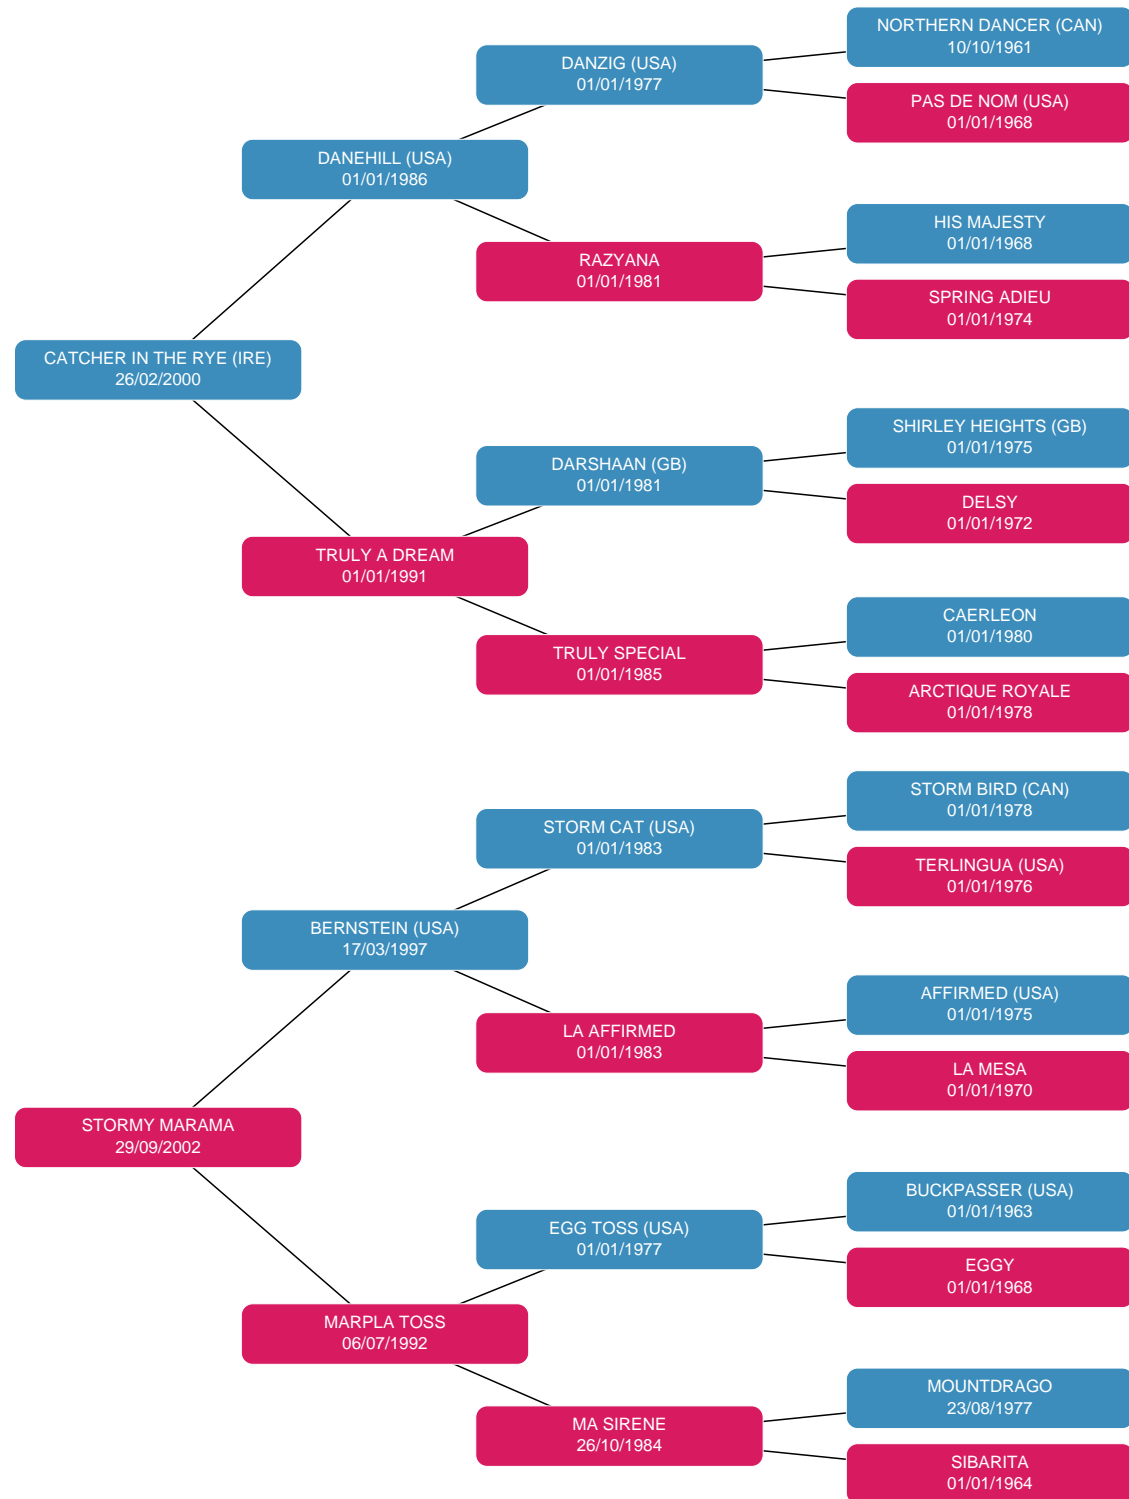 NORTHERN DANCER (CAN)
10/10/1961
DANZIG (USA)
01/01/1977
PAS DE NOM (USA)
01/01/1968
DANEHILL (USA)
01/01/1986
HIS MAJESTY
01/01/1968
RAZYANA
01/01/1981
SPRING ADIEU
01/01/1974
CATCHER IN THE RYE (IRE)
26/02/2000
SHIRLEY HEIGHTS (GB)
01/01/1975
DARSHAAN (GB)
01/01/1981
DELSY
01/01/1972
TRULY A DREAM
01/01/1991
CAERLEON
01/01/1980
TRULY SPECIAL
01/01/1985
ARCTIQUE ROYALE
01/01/1978
STORM BIRD (CAN)
01/01/1978
STORM CAT (USA)
01/01/1983
TERLINGUA (USA)
01/01/1976
BERNSTEIN (USA)
17/03/1997
AFFIRMED (USA)
01/01/1975
LA AFFIRMED
01/01/1983
LA MESA
01/01/1970
STORMY MARAMA
29/09/2002
BUCKPASSER (USA)
01/01/1963
EGG TOSS (USA)
01/01/1977
EGGY
01/01/1968
MARPLA TOSS
06/07/1992
MOUNTDRAGO
23/08/1977
MA SIRENE
26/10/1984
SIBARITA
01/01/1964